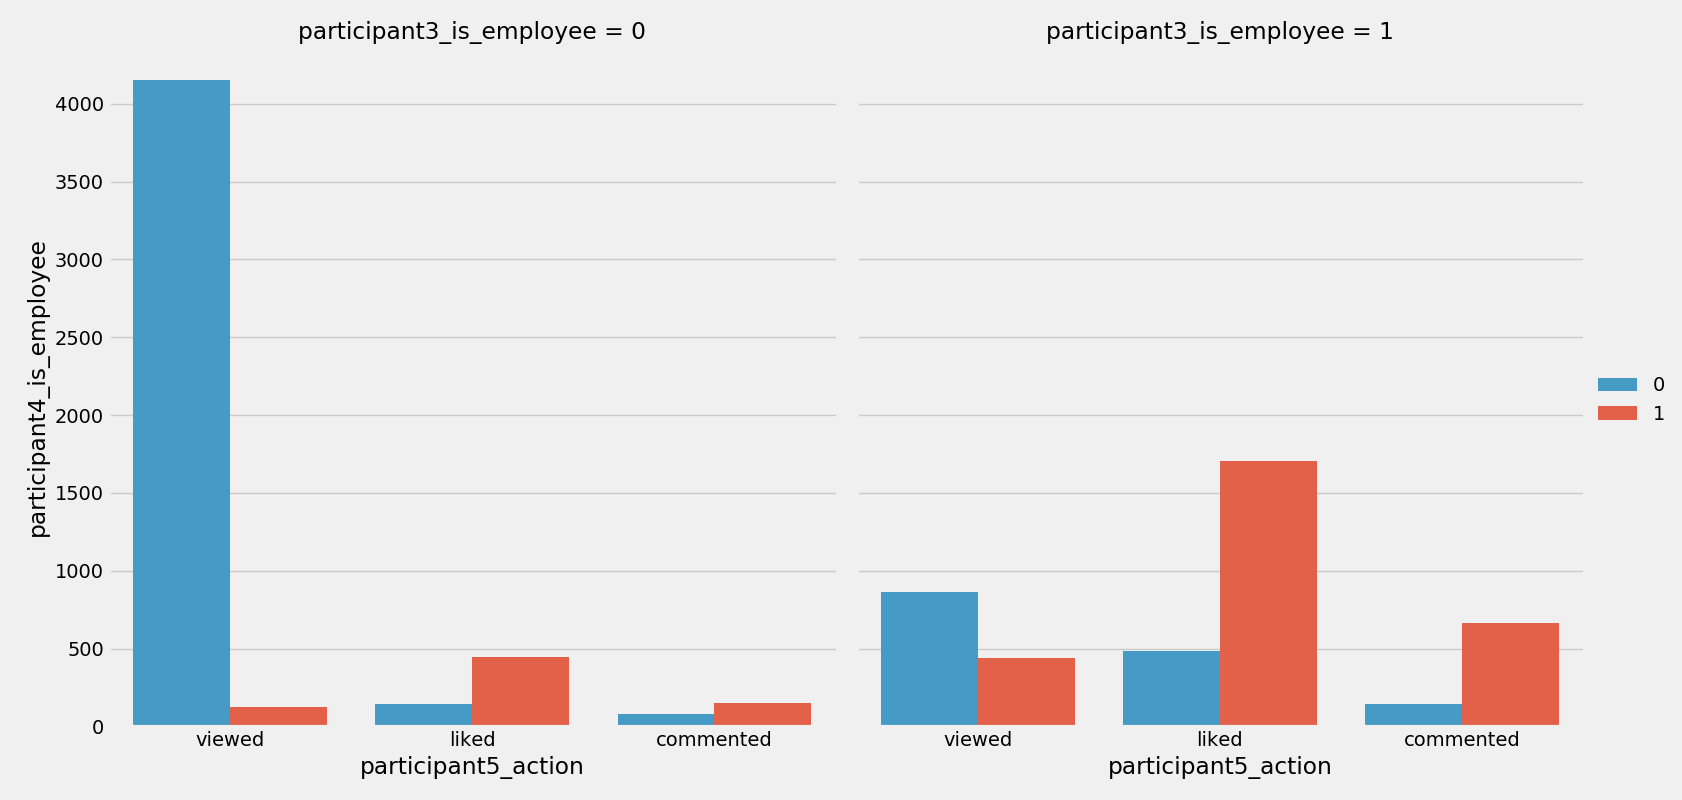 participant3_is_employee = 0
participant3_is_employee = 1
participant4_is_employee
4000
3500
3000
2500
2000
1500
1000
500
0
viewed
liked
commented
viewed
liked
commented
participant5_action
participant5_action
0
1